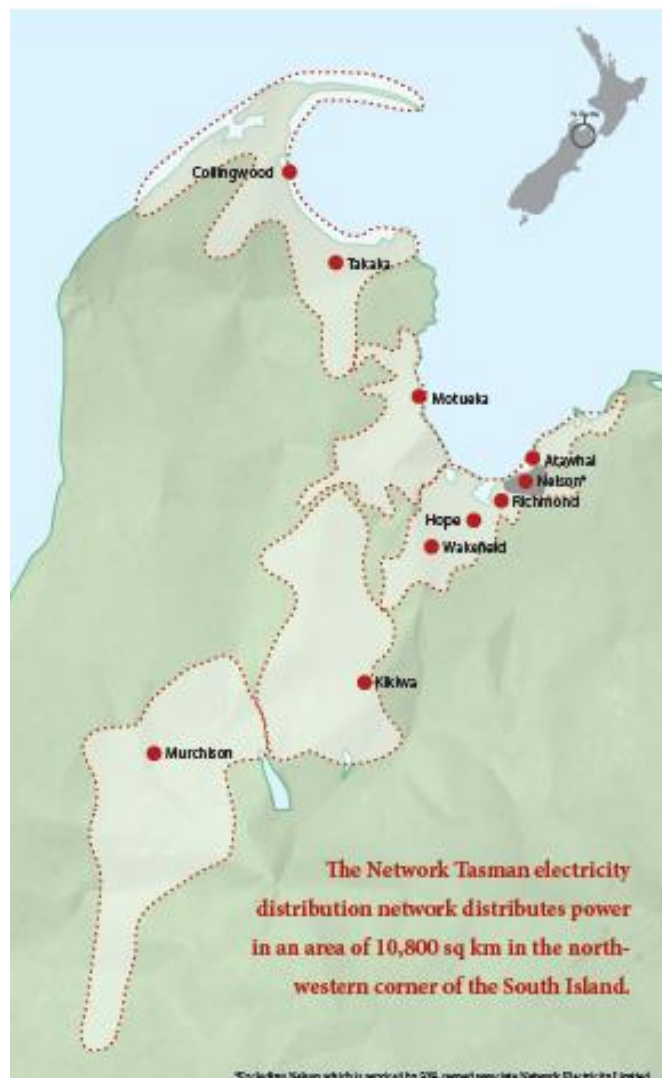 Collingwood
Takaka
Motueka
Atawhai
Nelson*
Richmond
Hope
Wakefield
Kikiwa
Murchison
The Network Tasman electricity
distribution network distributes power
in an area of 10,800 sq km in the north-
western corner of the South Island.